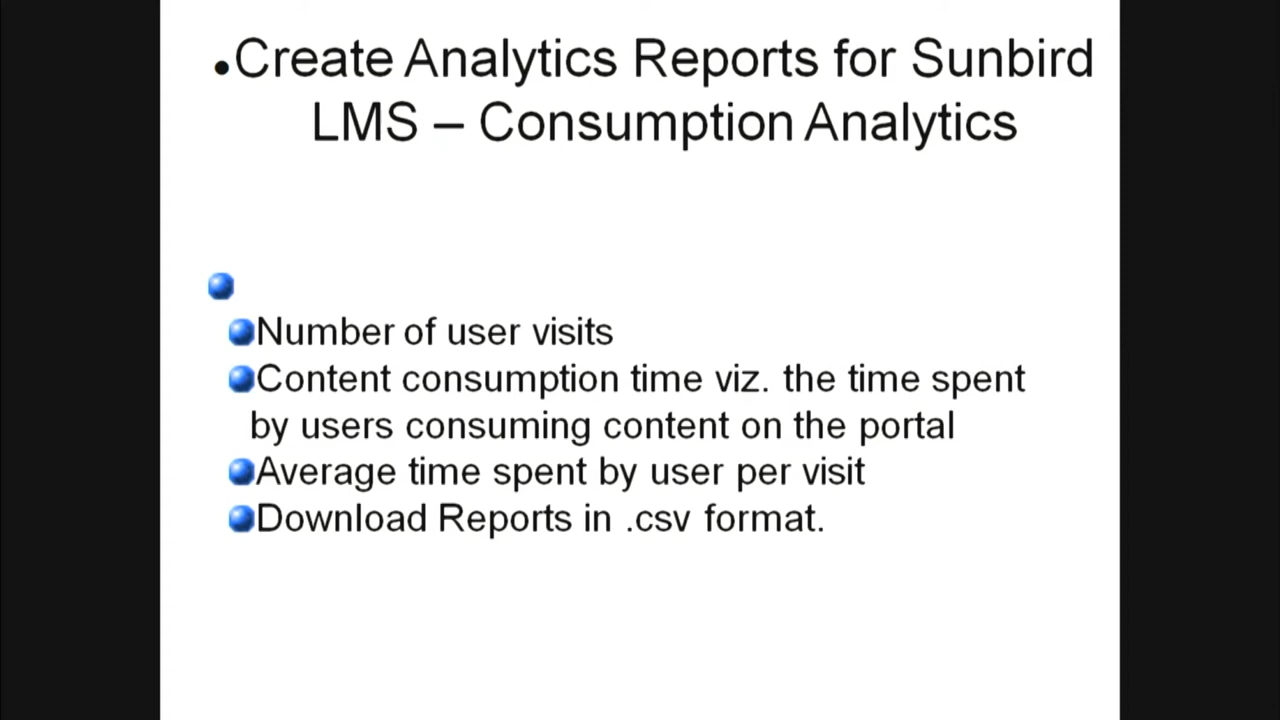 •Create Analytics Reports for Sunbird
LMS – Consumption Analytics
Number of user visits
Content consumption time viz. the time spent
by users consuming content on the portal
Average time spent by user per visit
Download Reports in .csv format.